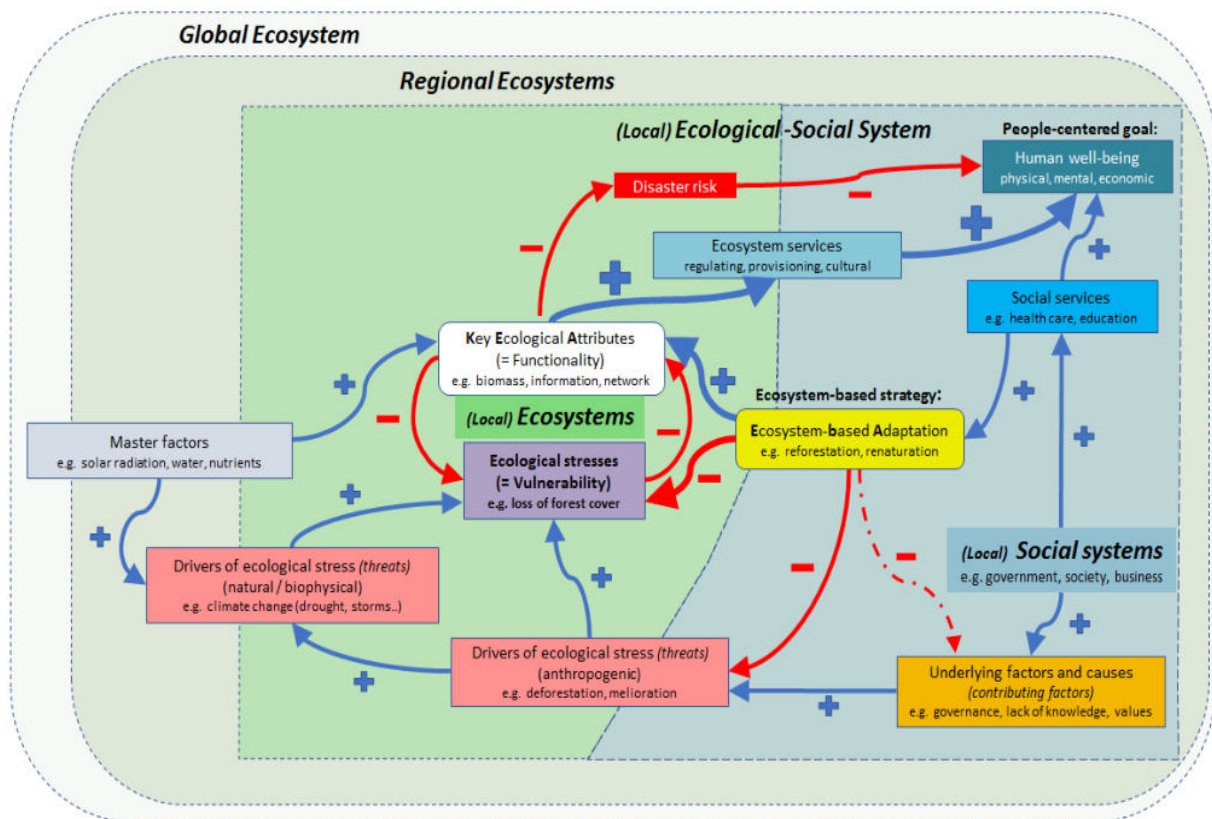 Global Ecosystem
Regional Ecosystems
(Local) Ecological-Social System
People-centered goal:
Human well-being
physical, mental, economic
Disaster risk
Ecosystem services
regulating, provisioning, cultural
Social services
e.g. health care, education
Key Ecological Attributes
(= Functionality)
e.g. biomass, information, network
(Local) Ecosystems
Ecosystem-based strategy:
Ecosystem-based Adaptation
e.g. reforestation, renaturation
Master factors
e.g. solar radiation, water, nutrients
Ecological stresses
(= Vulnerability)
e.g. loss of forest cover
(Local) Social systems
e.g. government, society, business
Drivers of ecological stress (threats)
(natural / biophysical)
e.g. climate change (drought, storms..)
Drivers of ecological stress (threats)
(anthropogenic)
e.g. deforestation, melioration
Underlying factors and causes
(contributing factors)
e.g. governance, lack of knowledge, values